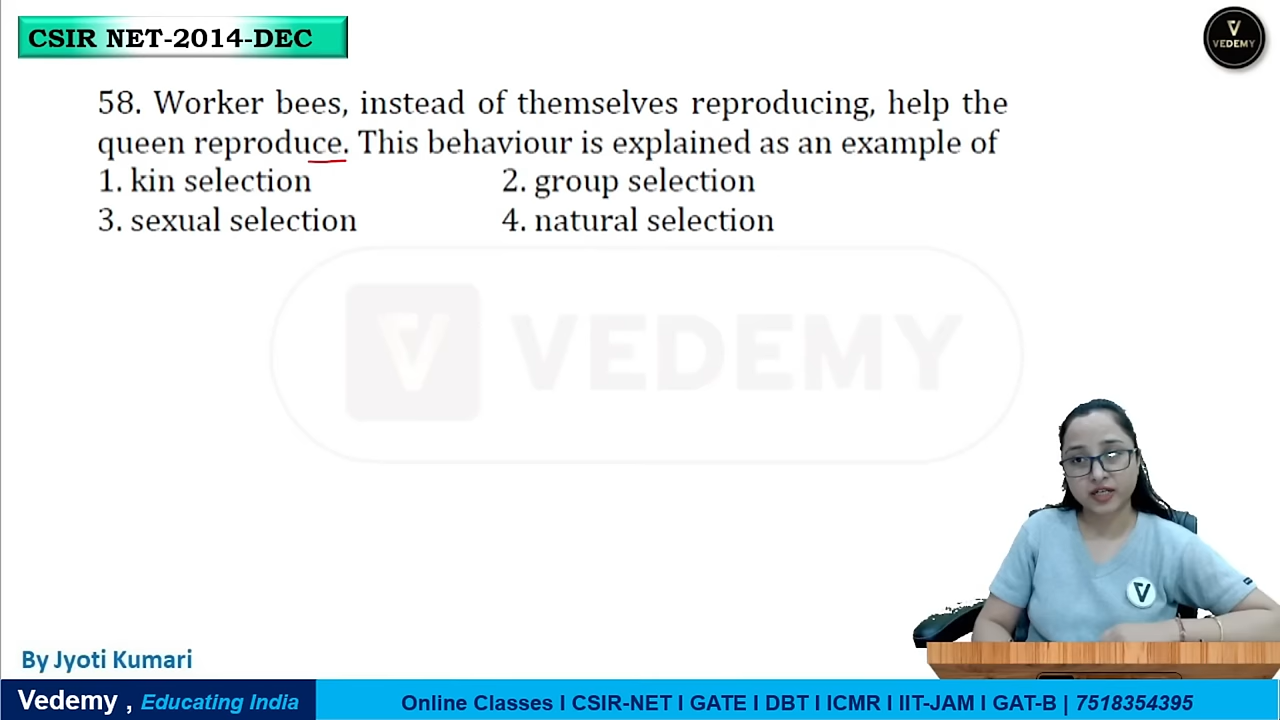 CSIR NET-2014-DEC
V
VEDEMY
58. Worker bees, instead of themselves reproducing, help the
queen reproduce. This behaviour is explained as an example of
1. kin selection 2. group selection
3. sexual selection 4. natural selection
VEDEMY
V
By Jyoti Kumari
Vedemy , Educating India
Online Classes I CSIR-NET I GATE I DBT I ICMR I IIT-JAM I GAT-B | 7518354395